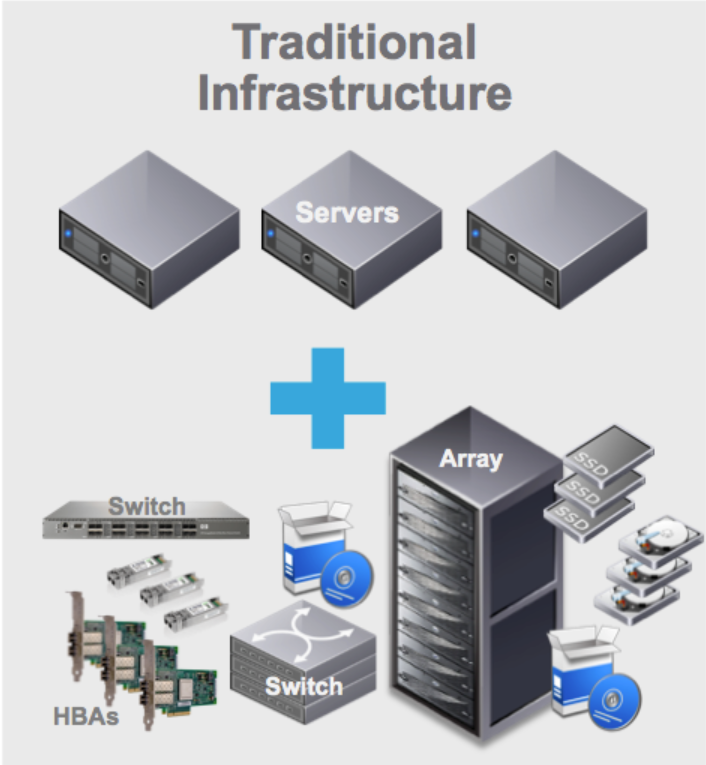 Traditional
Infrastructure
Servers
Array
SSD
SSD
SSD
Switch
Switch
HBAs